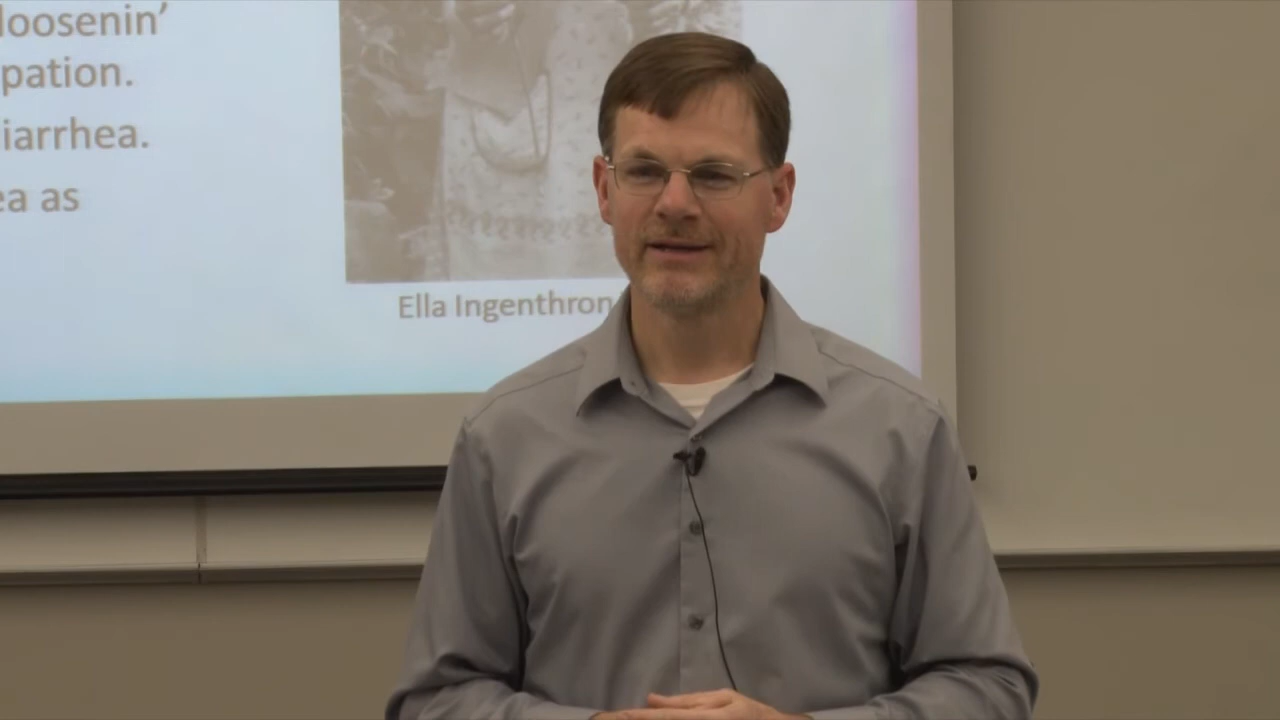 loosenin’
pation.
iarrhea.
ea as
Ella Ingenthron